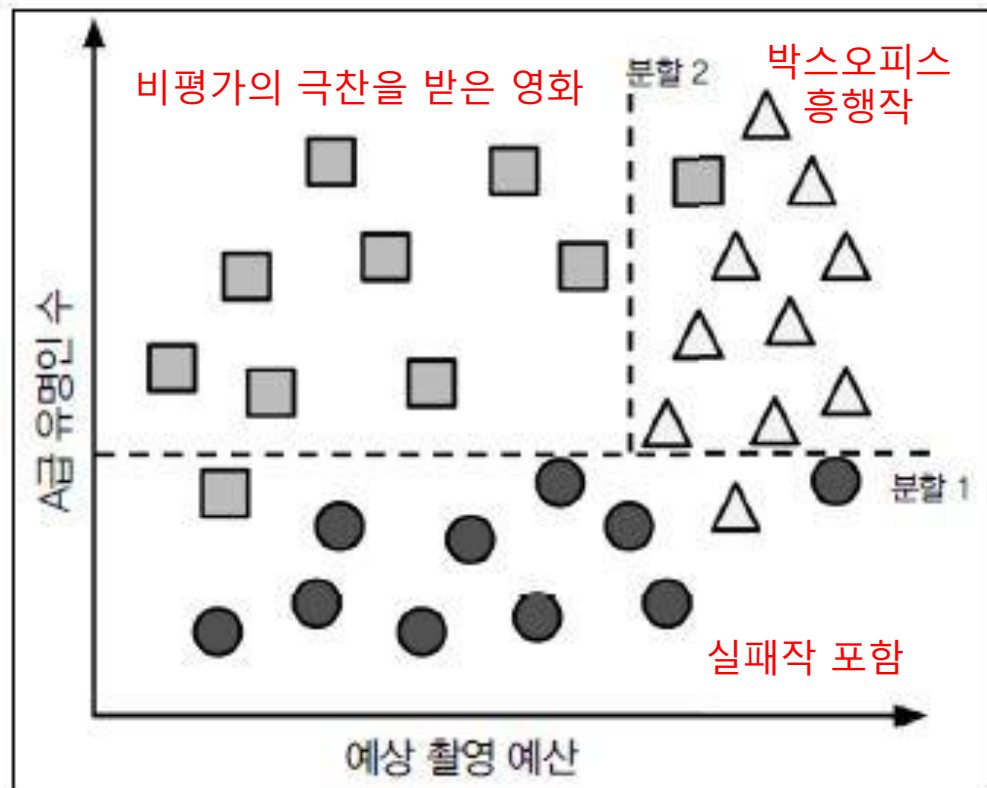 비평가의 극찬을 받은 영화
분할 2
박스오피스
흥행작
A급 유명인 수
분할 1
실패작 포함
예상 촬영 예산